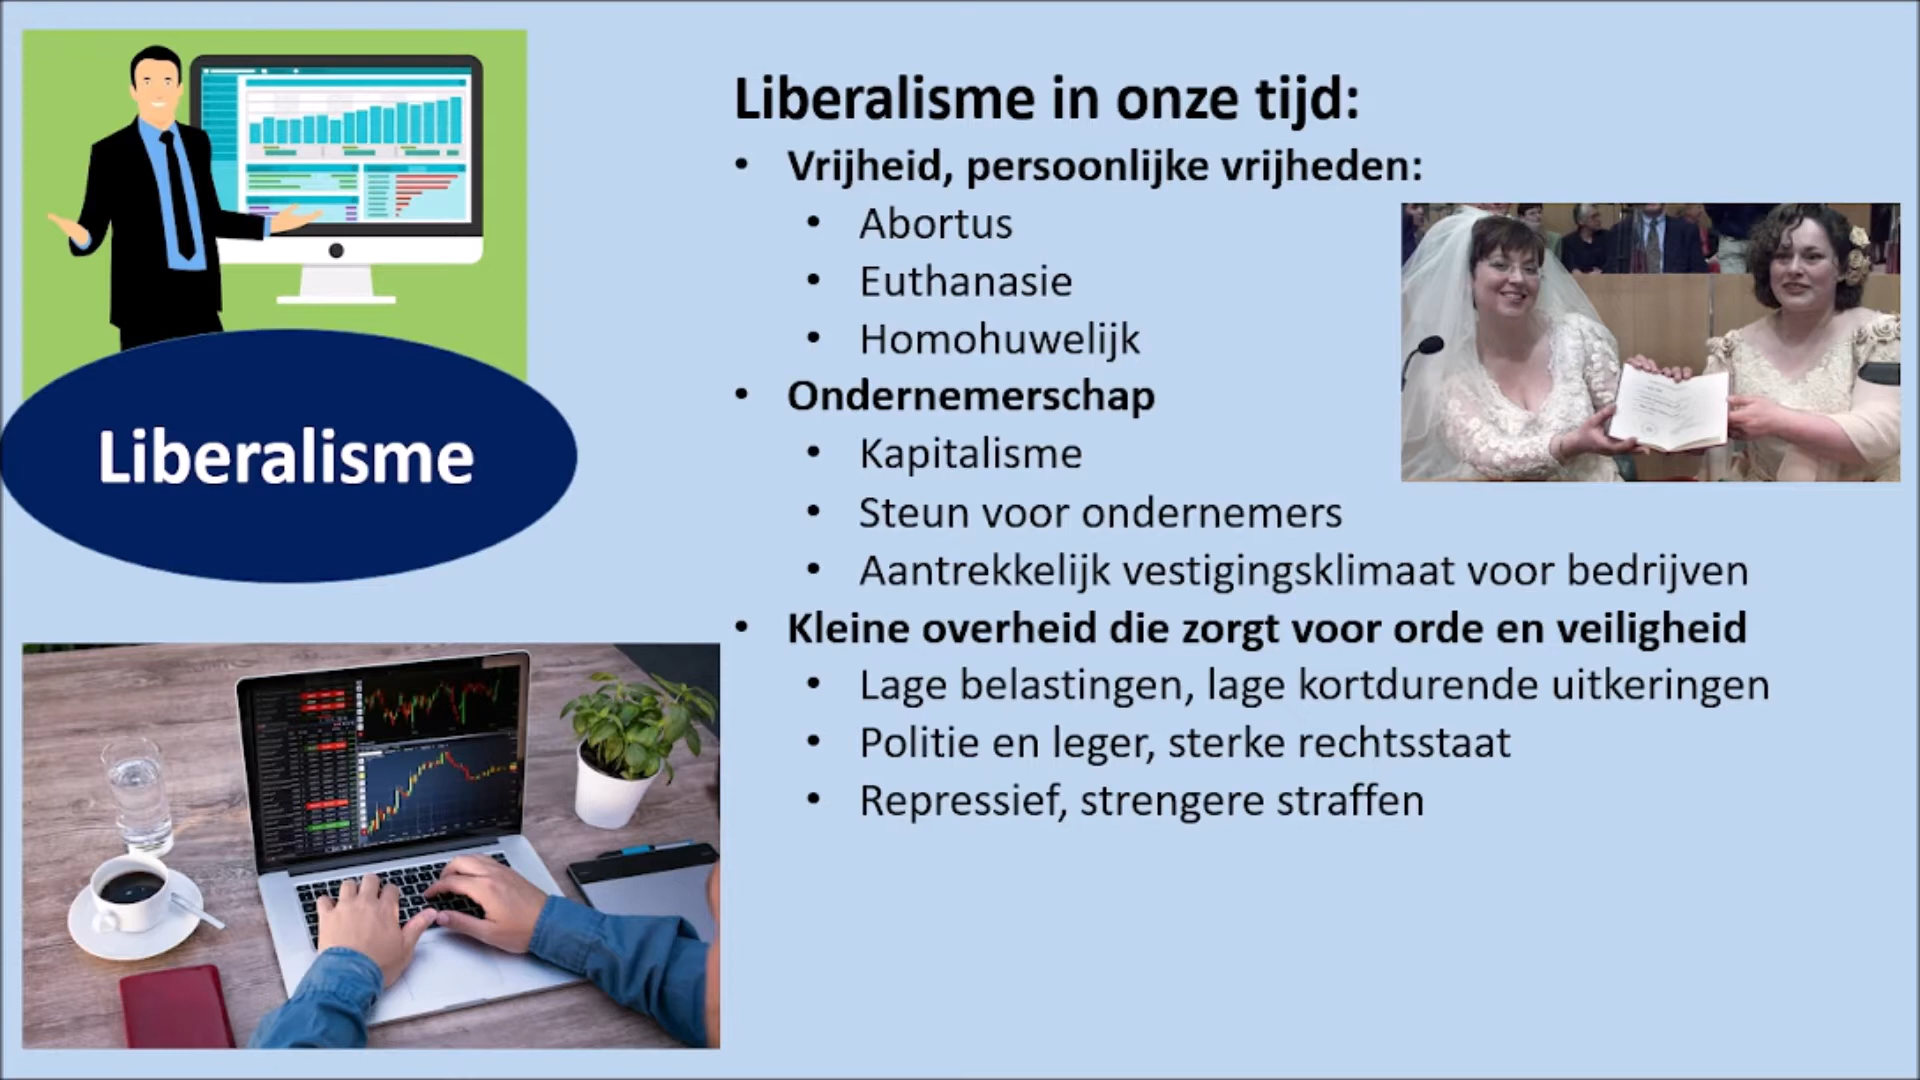 Liberalisme
Liberalisme in onze tijd:
• Vrijheid, persoonlijke vrijheden:
• Abortus
• Euthanasie
• Homohuwelijk
• Ondernemerschap
• Kapitalisme
• Steun voor ondernemers
• Aantrekkelijk vestigingsklimaat voor bedrijven
• Kleine overheid die zorgt voor orde en veiligheid
• Lage belastingen, lage kortdurende uitkeringen
• Politie en leger, sterke rechtsstaat
• Repressief, strengere straffen